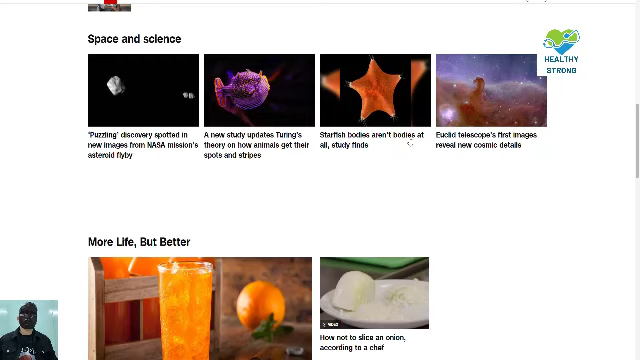 Space and science
HEALTHY
STRONG
'Puzzling' discovery spotted in
new images from NASA mission's
asteroid flyby
A new study updates Turing's
theory on how animals get their
spots and stripes
Starfish bodies aren't bodies at
all, study finds
Euclid telescope's first images
reveal new cosmic details
More Life, But Better
VIDEO
How not to slice an onion,
according to a chef